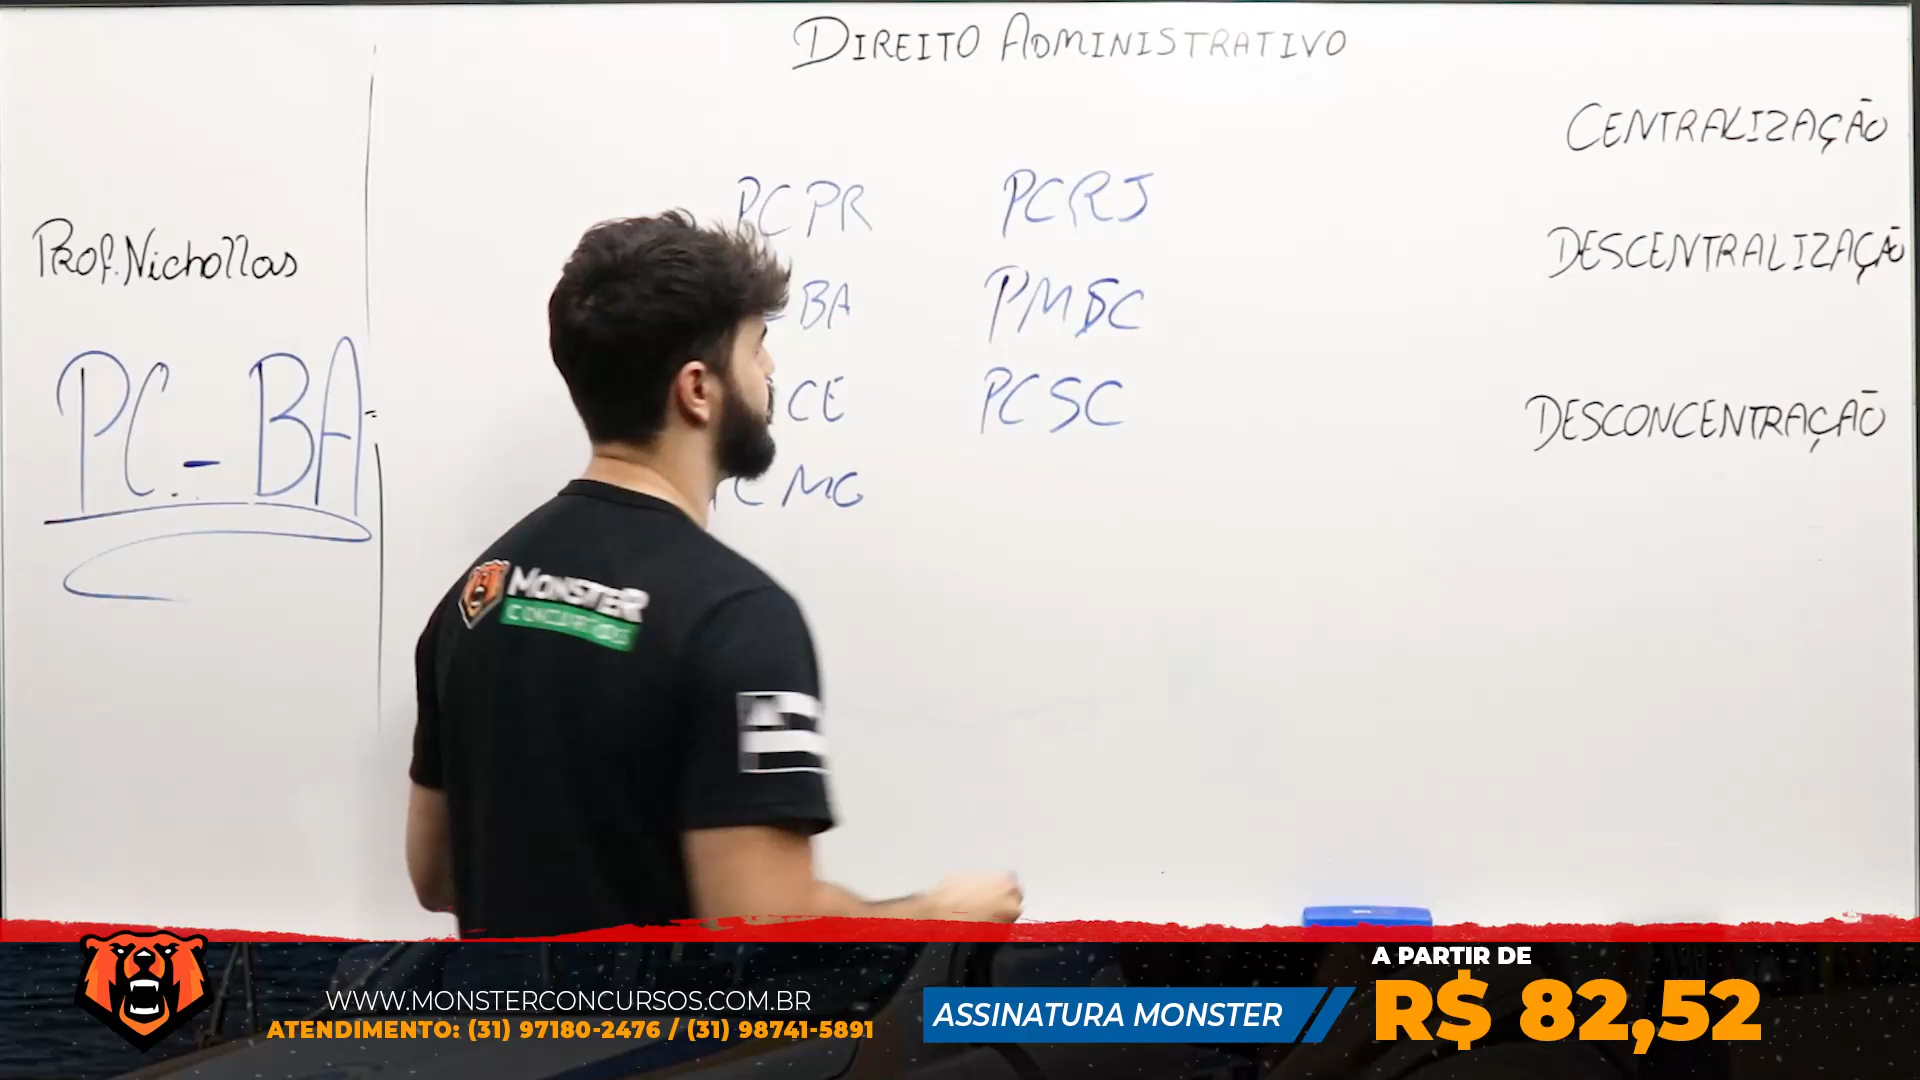 DIREITO ADMINISTRATIVO
CENTRALIZAÇÃO
PCPR PCRJ
Prof. Nichollas
DESCENTRALIZAÇÃO
BA PMSC
PC-BA
CE PCSC
DESCONCENTRAÇÃO
C MG
MONSTER
CONCURSOS
A PARTIR DE
WWW.MONSTERCONCURSOS.COM.BR
ASSINATURA MONSTER
R$ 82,52
ATENDIMENTO: (31) 97180-2476 / (31) 98741-5891